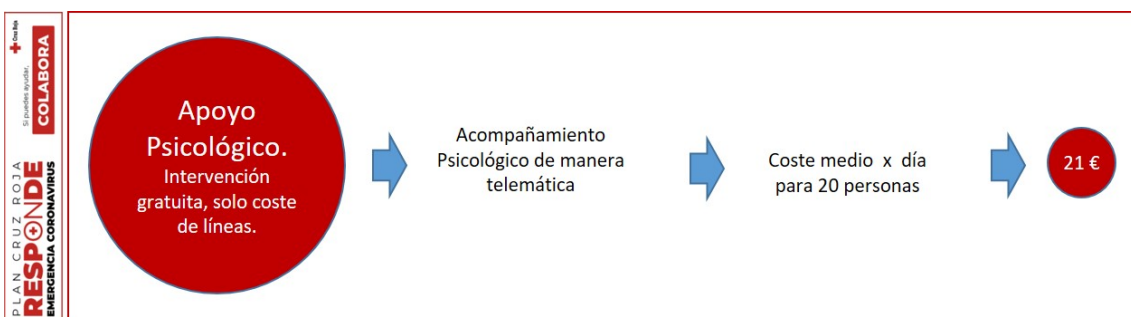 Cruz Roja
Si puedes ayudar,
COLABORA
PLAN CRUZ ROJA
RESPONDE
EMERGENCIA CORONAVIRUS
Apoyo
Psicológico.
Intervención
gratuita, solo coste
de líneas.
Acompañamiento
Psicológico de manera
telemática
Coste medio x día
para 20 personas
21 €